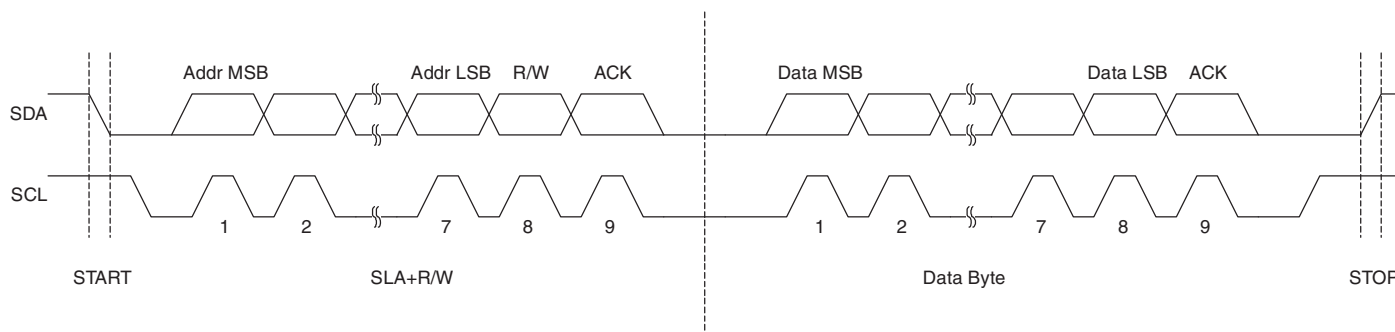 Addr MSB Addr LSB R/W ACK Data MSB Data LSB ACK
SDA
SCL
1 2 7 8 9 1 2 7 8 9
START SLA+R/W Data Byte STOP